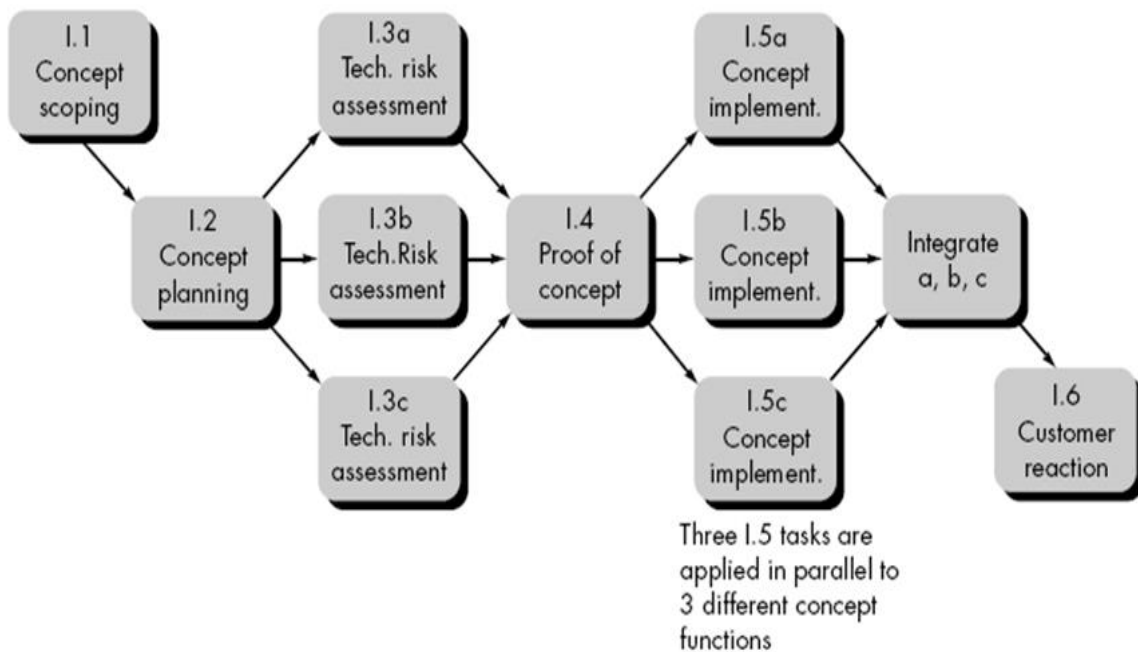 I.1
Concept
scoping
I.2
Concept
planning
I.3a
Tech. risk
assessment
I.3b
Tech.Risk
assessment
I.3c
Tech. risk
assessment
I.4
Proof of
concept
I.5a
Concept
implement.
I.5b
Concept
implement.
I.5c
Concept
implement.
Three I.5 tasks are
applied in parallel to
3 different concept
functions
Integrate
a, b, c
I.6
Customer
reaction